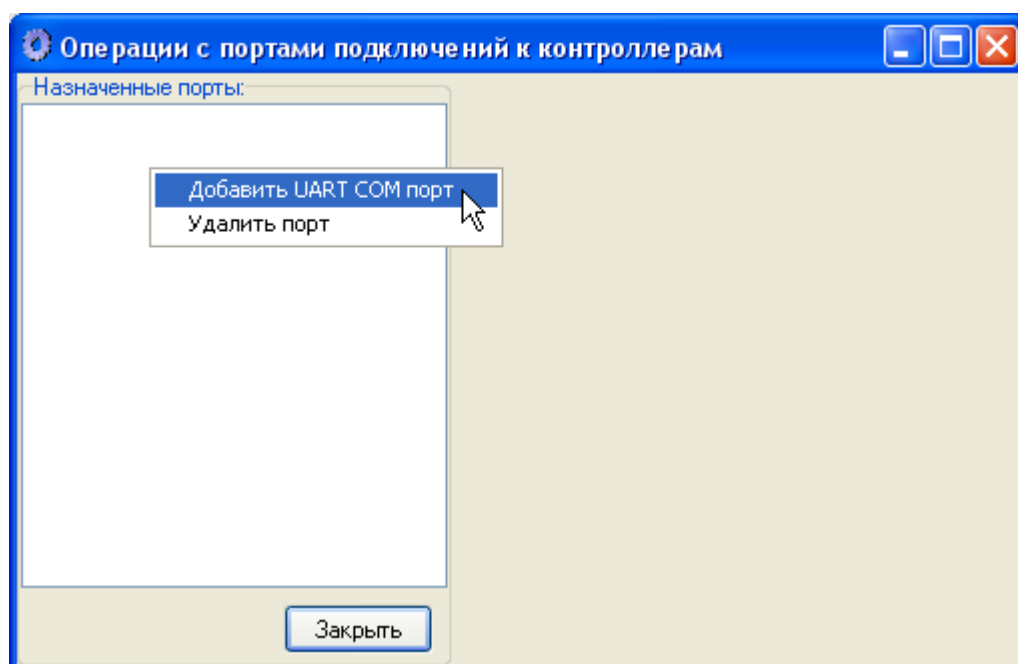 Операции с портами подключений к контроллерам
Назначенные порты:
Добавить UART COM порт
Удалить порт
Закрыть